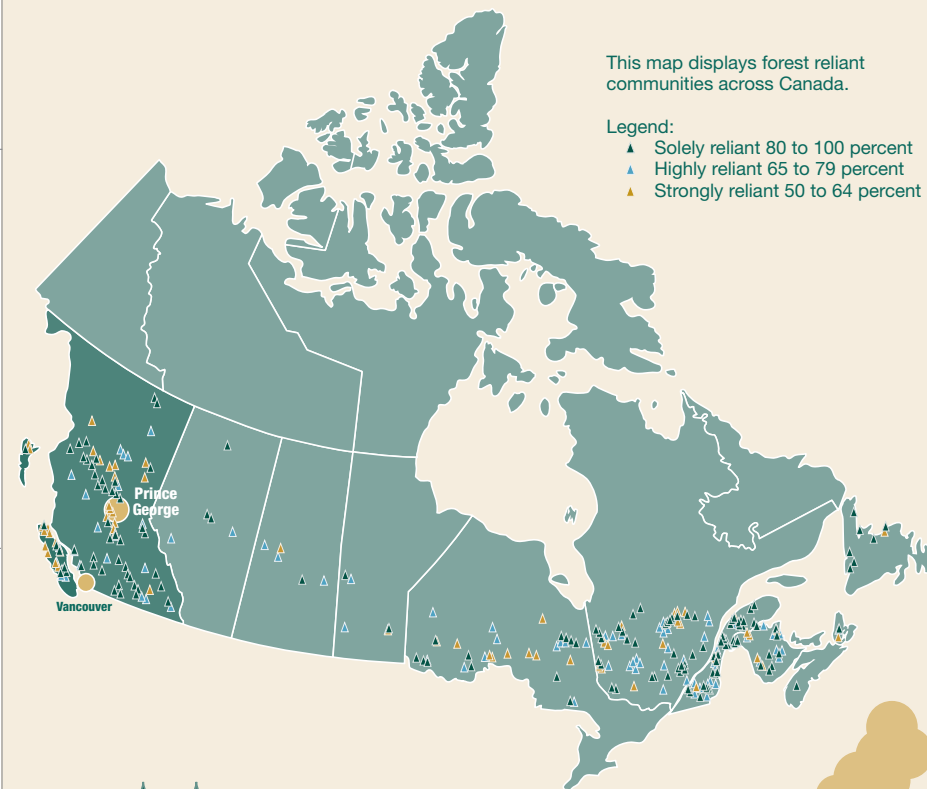 This map displays forest reliant
communities across Canada.
Legend:
Solely reliant 80 to 100 percent
Highly reliant 65 to 79 percent
Strongly reliant 50 to 64 percent
Prince
George
Vancouver